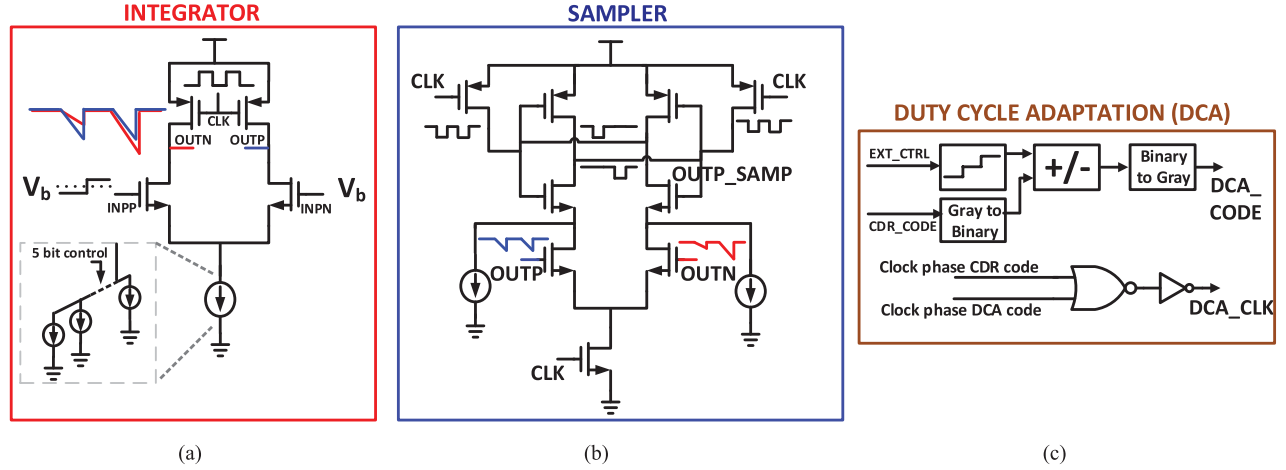 INTEGRATOR
CLK
OUTN
OUTP
Vb
INPP
INPN
Vb
5 bit control
(a)
SAMPLER
CLK
CLK
OUTP_SAMP
OUTP
OUTN
CLK
(b)
DUTY CYCLE ADAPTATION (DCA)
EXT_CTRL
+/-
Binary
to Gray
DCA_
CODE
CDR_CODE
Gray to
Binary
Clock phase CDR code
Clock phase DCA code
DCA_CLK
(c)